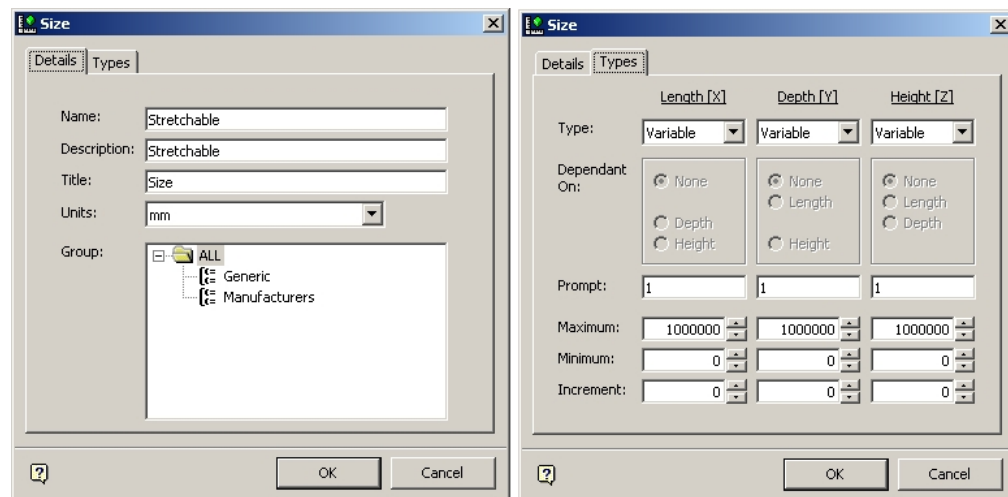 Size
Details Types
Name: Stretchable
Description: Stretchable
Title: Size
Units: mm
Group: ALL
Generic
Manufacturers
OK Cancel
Size
Details Types
Length [X] Depth [Y] Height [Z]
Type: Variable Variable Variable
Dependant On:
None None None
Length Length
Depth Depth
Height Height
Prompt: 1 1 1
Maximum: 1000000 1000000 1000000
Minimum: 0 0 0
Increment: 0 0 0
OK Cancel